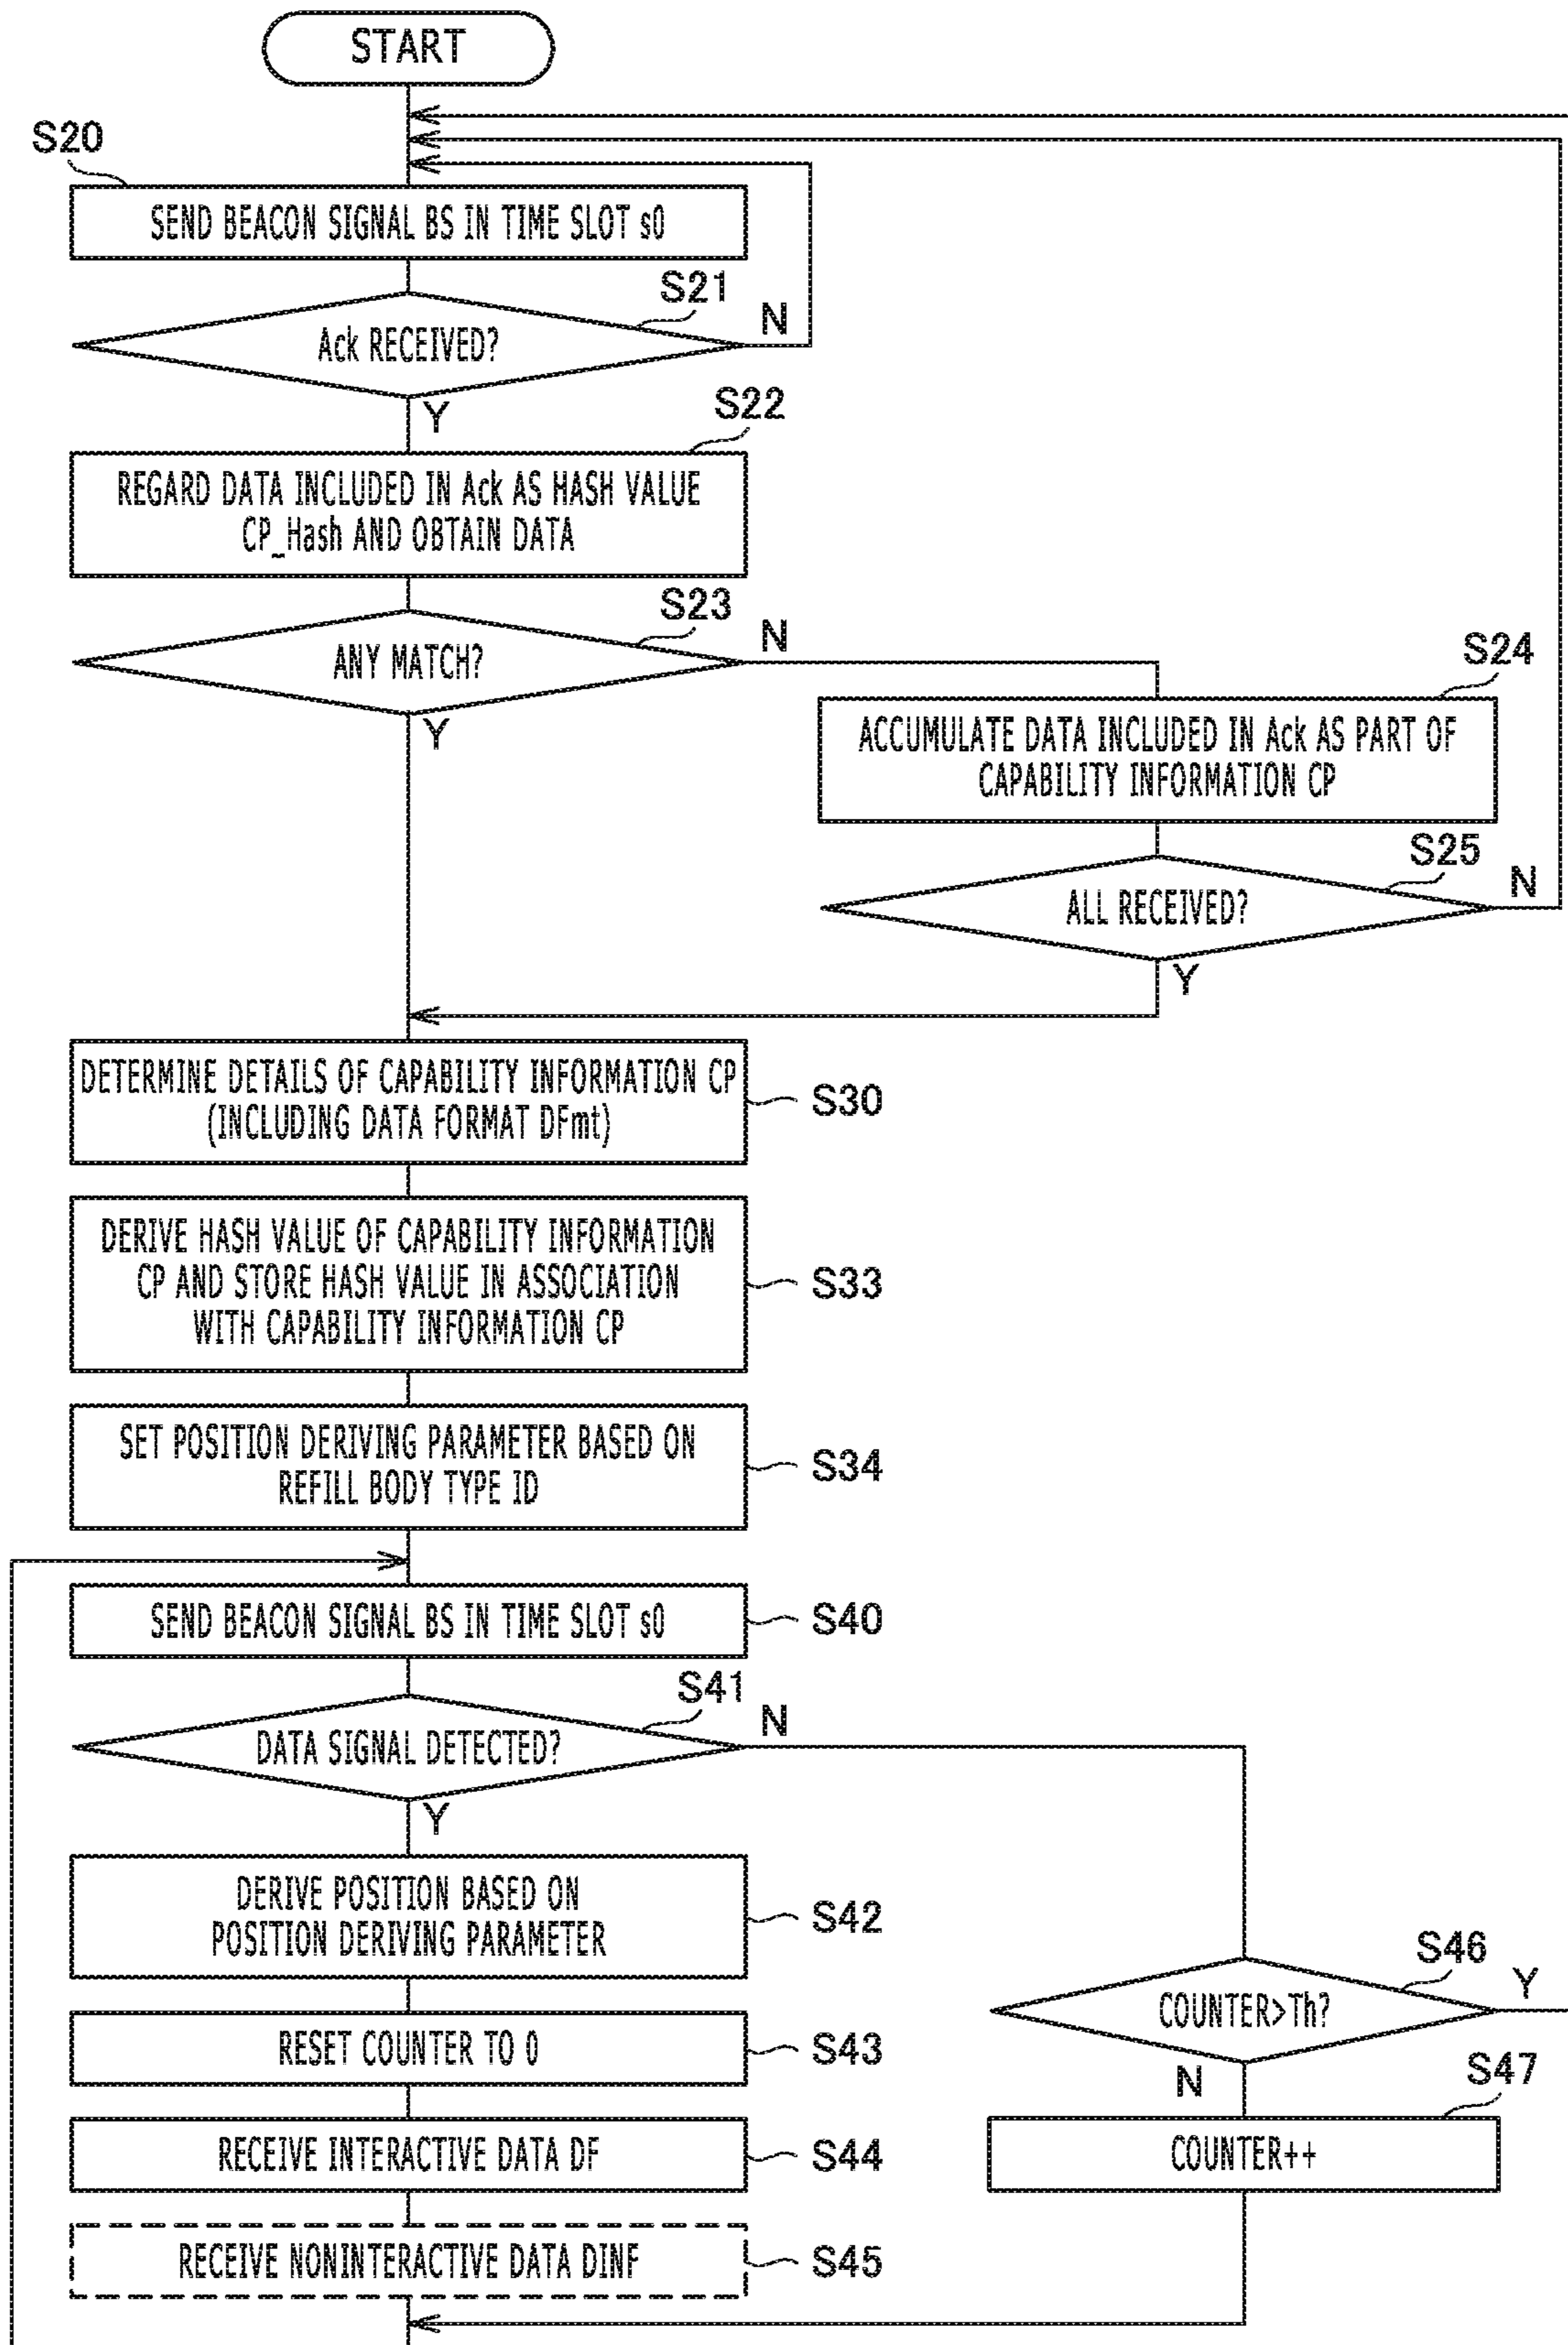 START
S20
SEND BEACON SIGNAL BS IN TIME SLOT s0
S21
Ack RECEIVED?
N
Y
S22
REGARD DATA INCLUDED IN Ack AS HASH VALUE
CP_Hash AND OBTAIN DATA
S23
ANY MATCH?
N
Y
S24
ACCUMULATE DATA INCLUDED IN Ack AS PART OF
CAPABILITY INFORMATION CP
S25
ALL RECEIVED?
N
Y
DETERMINE DETAILS OF CAPABILITY INFORMATION CP
(INCLUDING DATA FORMAT DFmt)
S30
DERIVE HASH VALUE OF CAPABILITY INFORMATION
CP AND STORE HASH VALUE IN ASSOCIATION
WITH CAPABILITY INFORMATION CP
S33
SET POSITION DERIVING PARAMETER BASED ON
REFILL BODY TYPE ID
S34
SEND BEACON SIGNAL BS IN TIME SLOT s0
S40
S41
DATA SIGNAL DETECTED?
N
Y
DERIVE POSITION BASED ON
POSITION DERIVING PARAMETER
S42
S46
COUNTER>Th?
Y
N
RESET COUNTER TO 0
S43
S47
COUNTER++
RECEIVE INTERACTIVE DATA DF
S44
RECEIVE NONINTERACTIVE DATA DINF
S45